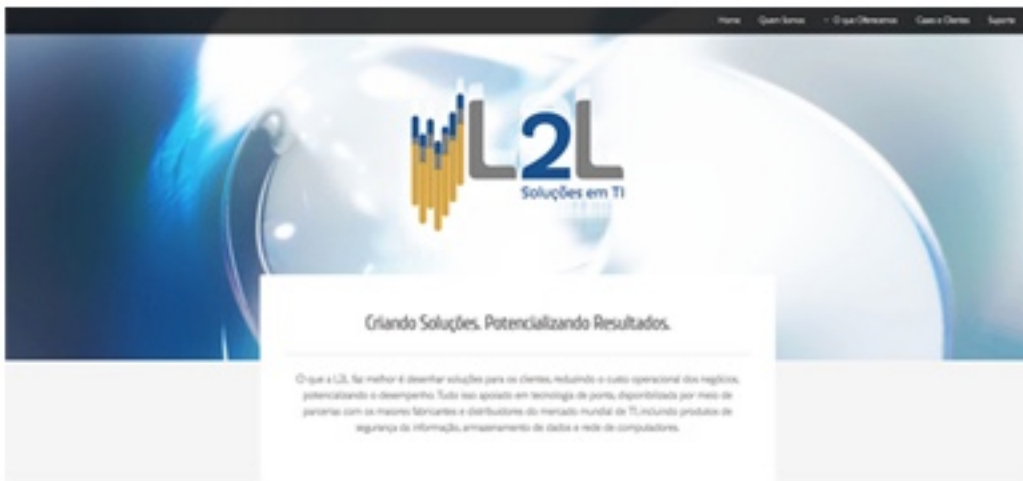 Home Quem Somos O que Oferecemos Cases e Clientes Suporte
L2L
Soluções em TI
Criando Soluções. Potencializando Resultados.
O que a L2L faz melhor é desenhar soluções para os clientes, reduzindo o custo operacional dos negócios,
potencializando o desempenho. Tudo isso apoiado em tecnologia de ponta, disponibilizada por meio de
parcerias com os maiores fabricantes e distribuidores do mercado mundial de TI, incluindo produtos de
segurança da informação, armazenamento de dados e rede de computadores.